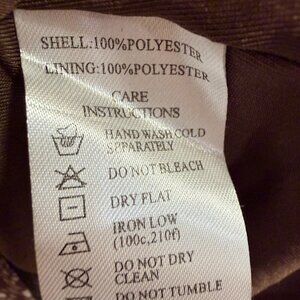 SHELL:100%POLYESTER
LINING:100%POLYESTER
CARE
INSTRUCTIONS
HAND WASH COLD
SEPARATELY
DO NOT BLEACH
DRY FLAT
IRON LOW
(100c,210f)
DO NOT DRY
CLEAN
DO NOT TUMBLE